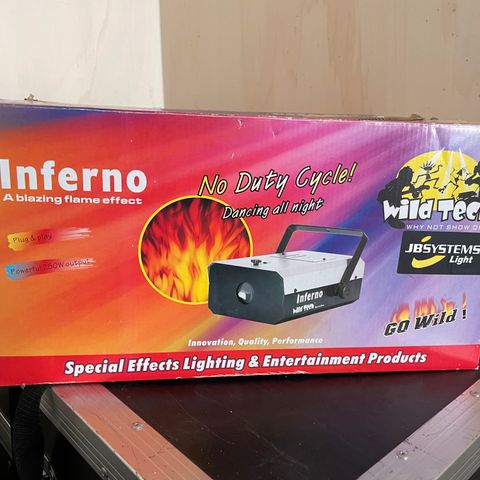 Inferno
A blazing flame effect
Plug & play
Powerful 250W output
No Duty Cycle!
Dancing all night
Inferno
Wild Tech
Innovation, Quality, Performance
Wild Tec
WHY NOT SHOW O
JBSYSTEMS
Light
GO Wild!
Special Effects Lighting & Entertainment Products